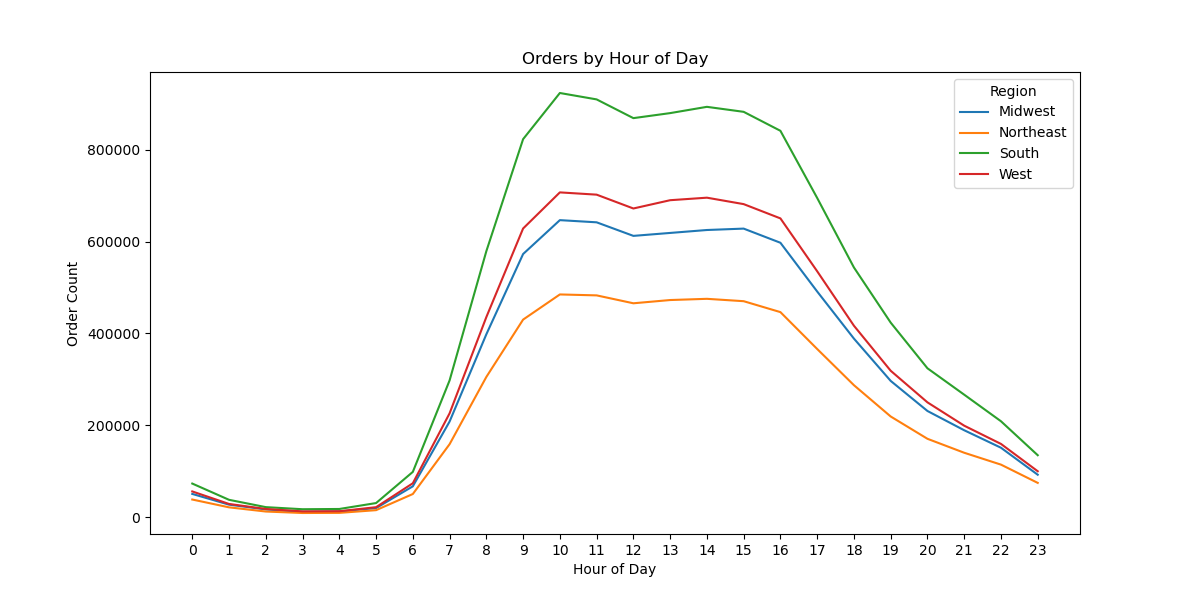 Orders by Hour of Day
Region
Midwest
Northeast
South
West
800000
600000
400000
200000
0
Order Count
0 1 2 3 4 5 6 7 8 9 10 11 12 13 14 15 16 17 18 19 20 21 22 23
Hour of Day